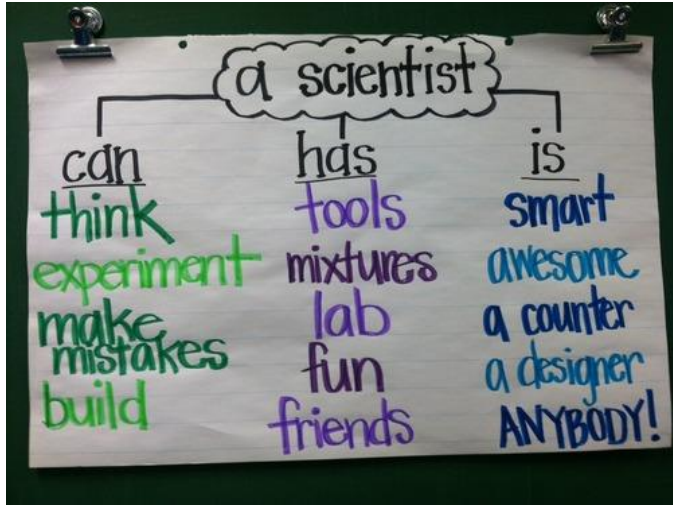 a scientist
can
think
experiment
make
mistakes
build
has
tools
mixtures
lab
fun
friends
is
smart
awesome
a counter
a designer
ANYBODY!